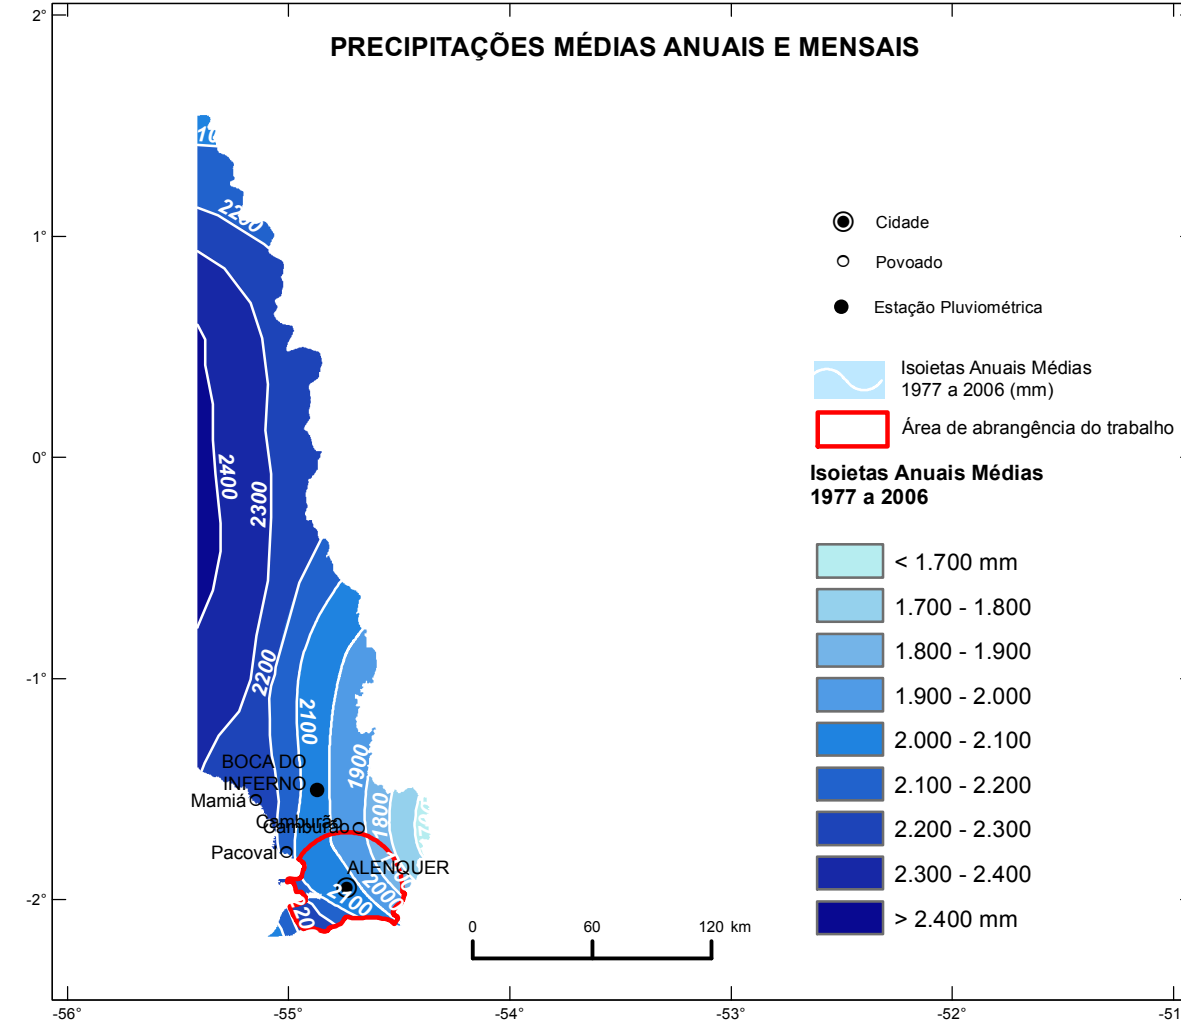 2°
PRECIPITAÇÕES MÉDIAS ANUAIS E MENSAIS
2200
Cidade
1°
Povoado
Estação Pluviométrica
Isoietas Anuais Médias
1977 a 2006 (mm)
Área de abrangência do trabalho
0°
2400
2300
Isoietas Anuais Médias
1977 a 2006
< 1.700 mm
1.700 - 1.800
1.800 - 1.900
1.900 - 2.000
2.000 - 2.100
2.100 - 2.200
2.200 - 2.300
2.300 - 2.400
> 2.400 mm
-1°
2200
2100
1900
1800
BOCA DO
INFERNO
Mamiá
Camburão
Camburão
Pacoval
ALENQUER
2000
2100
-2°
0 60 120 km
-56° -55° -54° -53° -52° -51